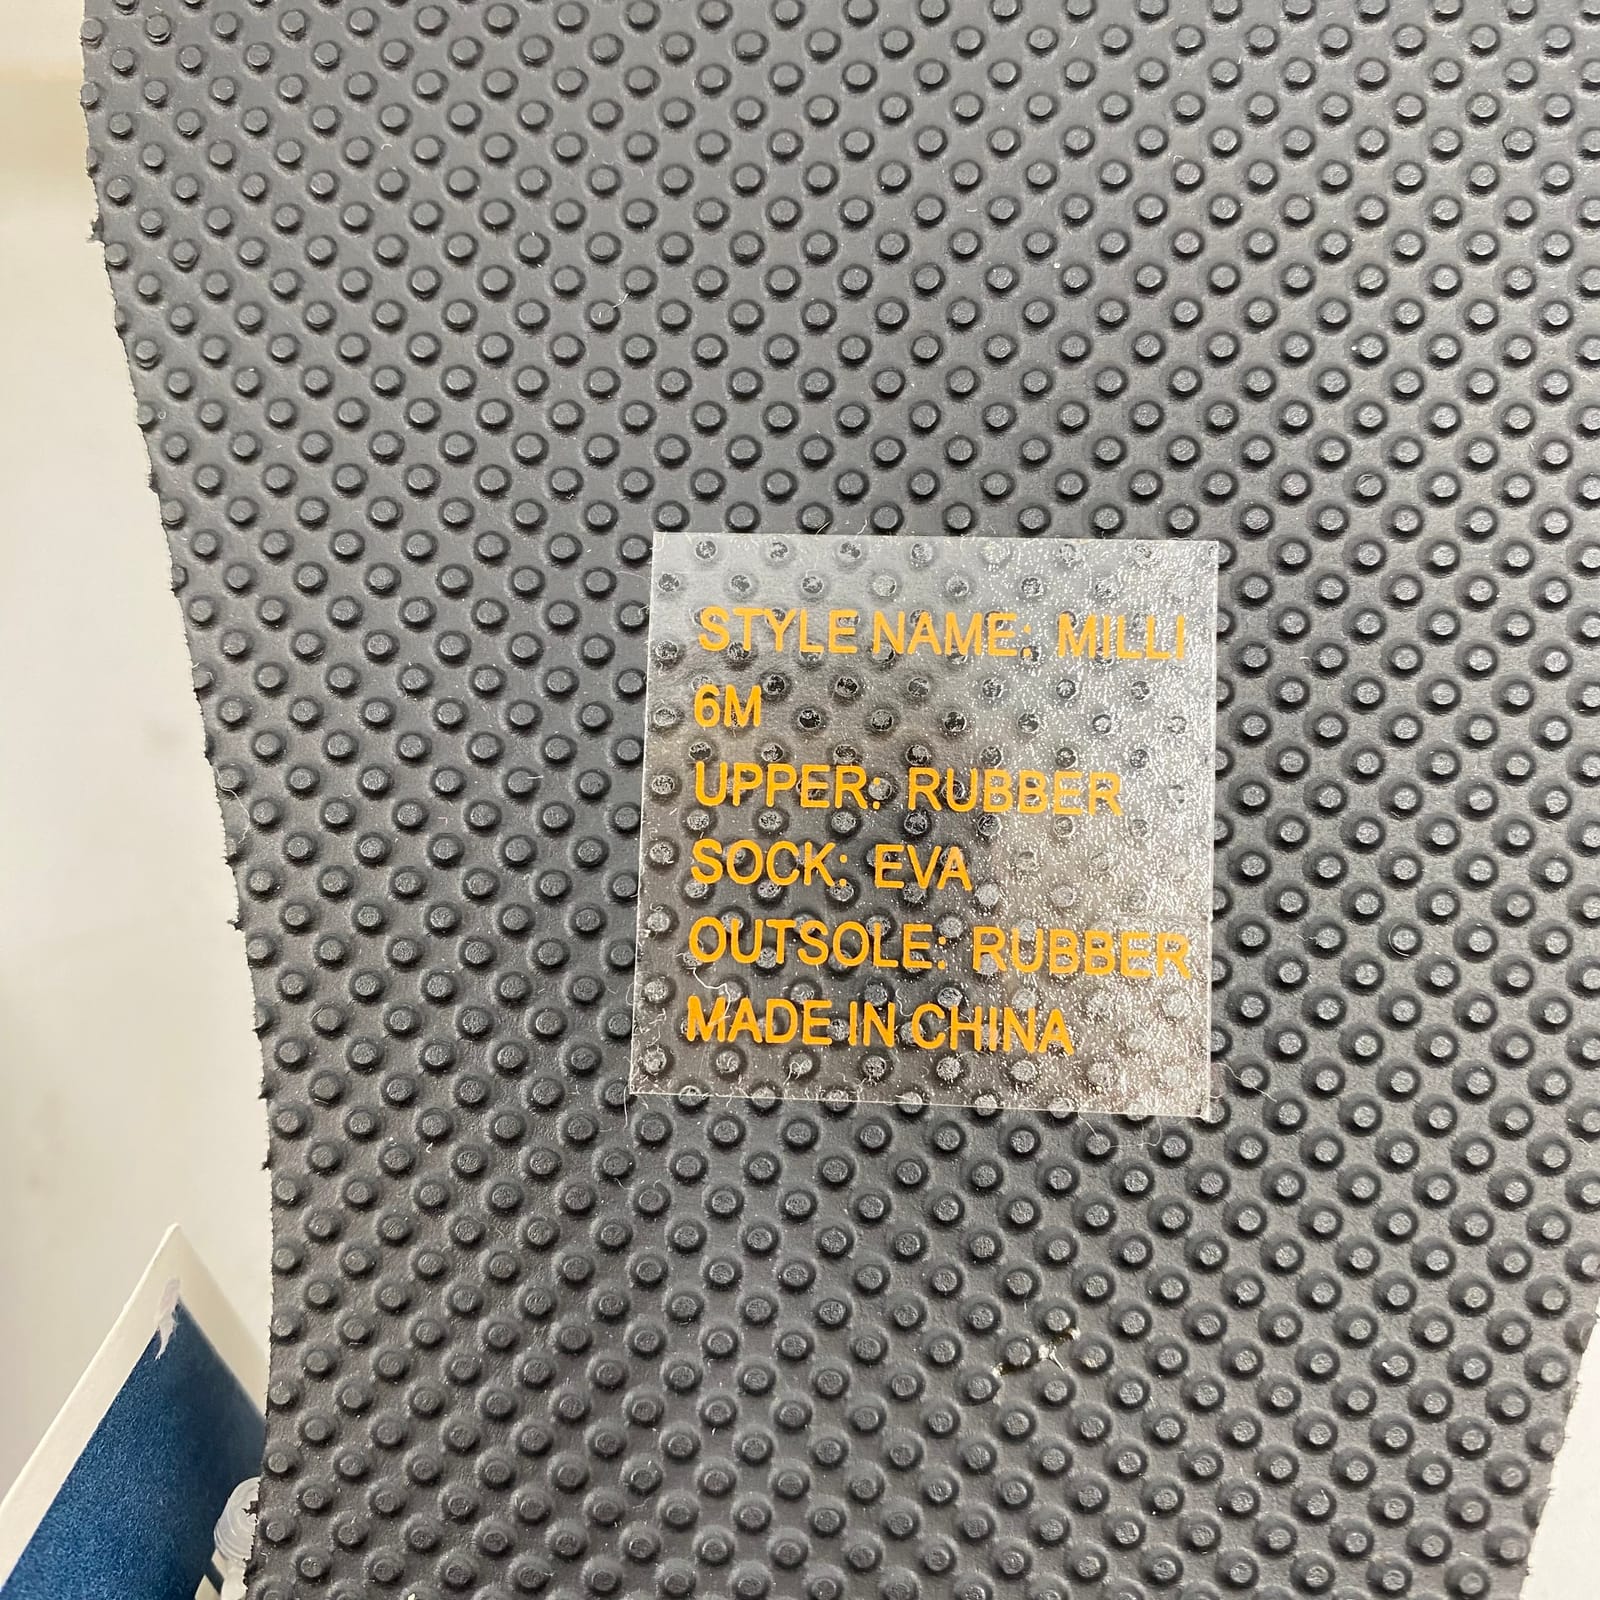 STYLE NAME: MILLI
6M
UPPER: RUBBER
SOCK: EVA
OUTSOLE: RUBBER
MADE IN CHINA